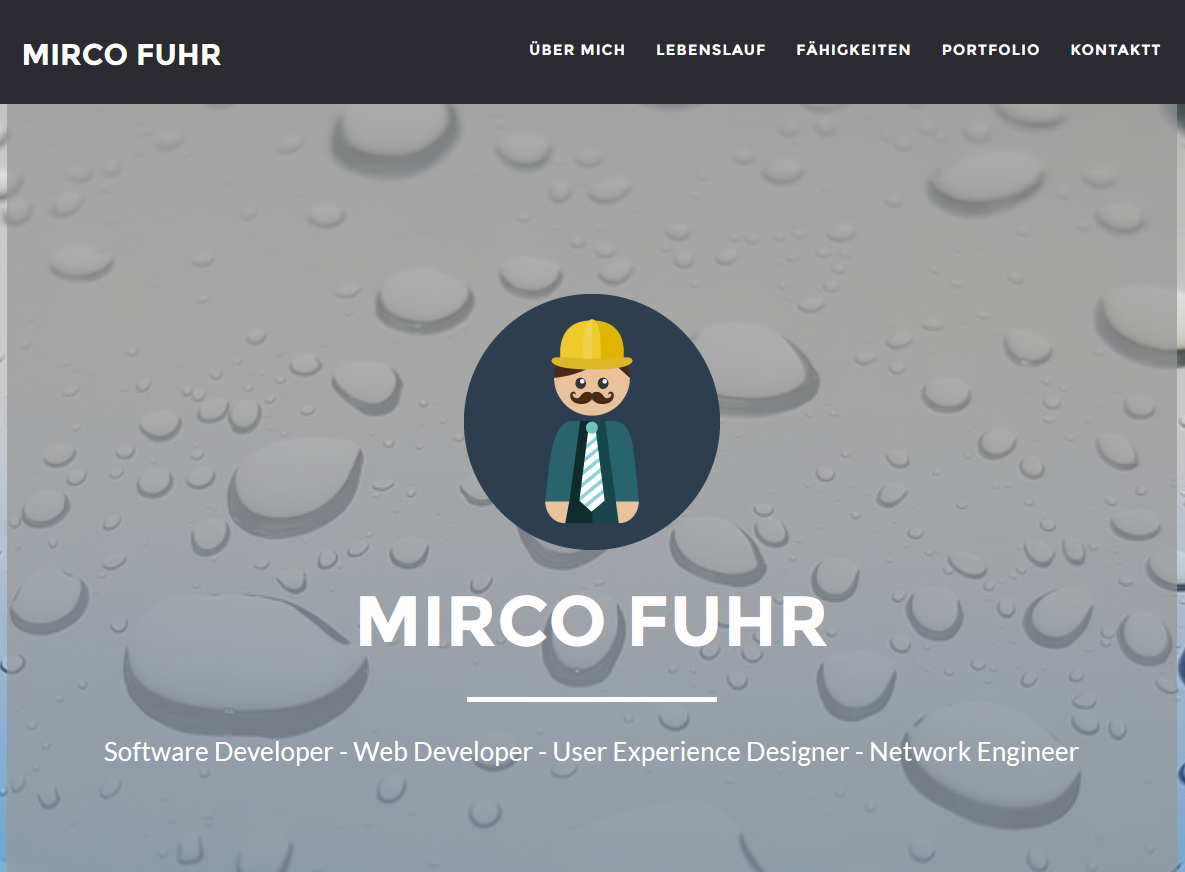 MIRCO FUHR
ÜBER MICH LEBENSLAUF FÄHIGKEITEN PORTFOLIO KONTAKTT
MIRCO FUHR
Software Developer - Web Developer - User Experience Designer - Network Engineer